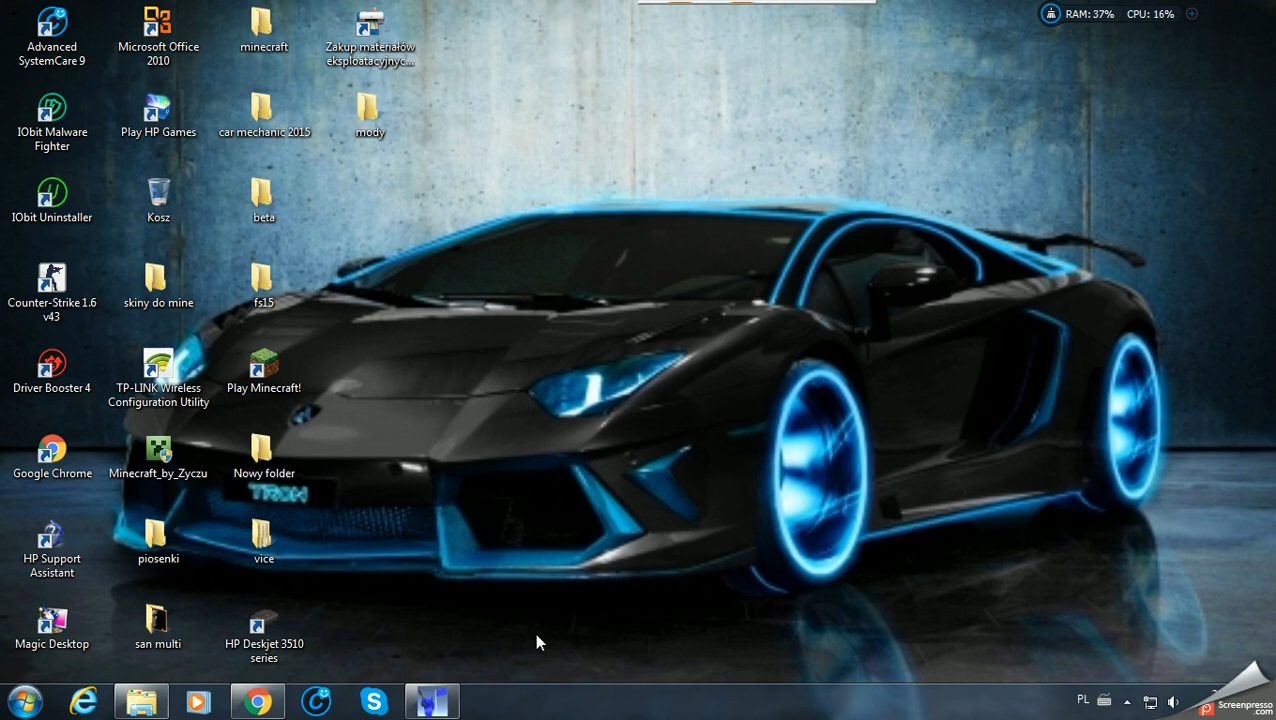 RAM: 37% CPU: 16%
Advanced
SystemCare 9
Microsoft Office
2010
minecraft
Zakup materiałów
eksploatacyjnyc...
IObit Malware
Fighter
Play HP Games
car mechanic 2015
mody
IObit Uninstaller
Kosz
beta
Counter-Strike 1.6
v43
skiny do mine
fs15
Driver Booster 4
TP-LINK Wireless
Configuration Utility
Play Minecraft!
Google Chrome
Minecraft_by_Zyczu
Nowy folder
TRON
HP Support
Assistant
piosenki
vice
Magic Desktop
san multi
HP Deskjet 3510
series
PL
Screenpresso
.com